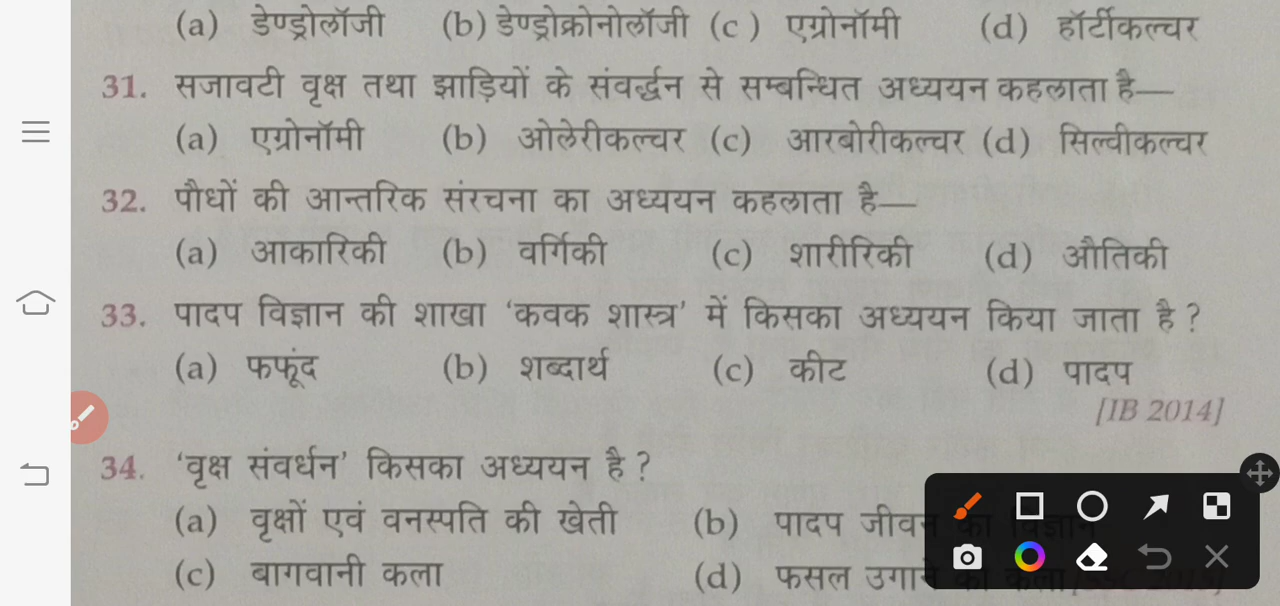 (a) डेण्ड्रोलॉजी (b) डेण्ड्रोक्रोनोलॉजी (c ) एग्रोनॉमी (d) हॉर्टीकल्चर
31. सजावटी वृक्ष तथा झाड़ियों के संवर्द्धन से सम्बन्धित अध्ययन कहलाता है—
(a) एग्रोनॉमी (b) ओलेरीकल्चर (c) आरबोरीकल्चर (d) सिल्वीकल्चर
32. पौधों की आन्तरिक संरचना का अध्ययन कहलाता है—
(a) आकारिकी (b) वर्गिकी (c) शारीरिकी (d) औतिकी
33. पादप विज्ञान की शाखा ‘कवक शास्त्र’ में किसका अध्ययन किया जाता है ?
(a) फफूंद (b) शब्दार्थ (c) कीट (d) पादप
[IB 2014]
34. ‘वृक्ष संवर्धन’ किसका अध्ययन है ?
(a) वृक्षों एवं वनस्पति की खेती (b) पादप जीवन का विज्ञान
(c) बागवानी कला (d) फसल उगाने की कला [SSC 2015]